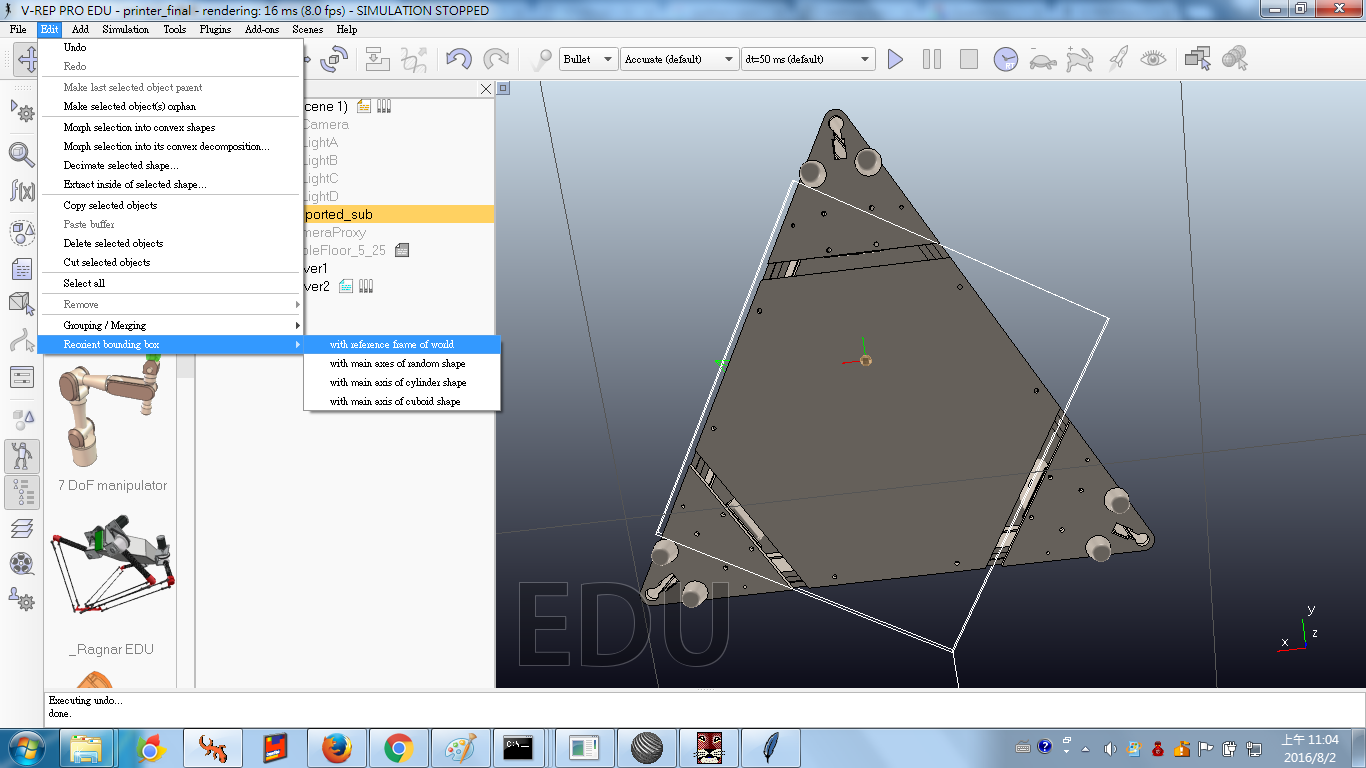 V-REP PRO EDU - printer_final - rendering: 16 ms (8.0 fps) - SIMULATION STOPPED
File Edit Add Simulation Tools Plugins Add-ons Scenes Help
Undo
Redo
Make last selected object parent
Make selected object(s) orphan
Morph selection into convex shapes
Morph selection into its convex decomposition...
Decimate selected shape...
Extract inside of selected shape...
Copy selected objects
Paste buffer
Delete selected objects
Cut selected objects
Select all
Remove
Grouping / Merging
Reorient bounding box
with reference frame of world
with main axes of random shape
with main axis of cylinder shape
with main axis of cuboid shape
Bullet
Accurate (default)
dt=50 ms (default)
RT
f(x)
cene 1)
Camera
LightA
LightB
LightC
LightD
ported_sub
meraProxy
bleFloor_5_25
ver1
ver2
7 DoF manipulator
_Ragnar EDU
EDU
y
z
x
Executing undo...
done.
C:\_
上午 11:04
2016/8/2